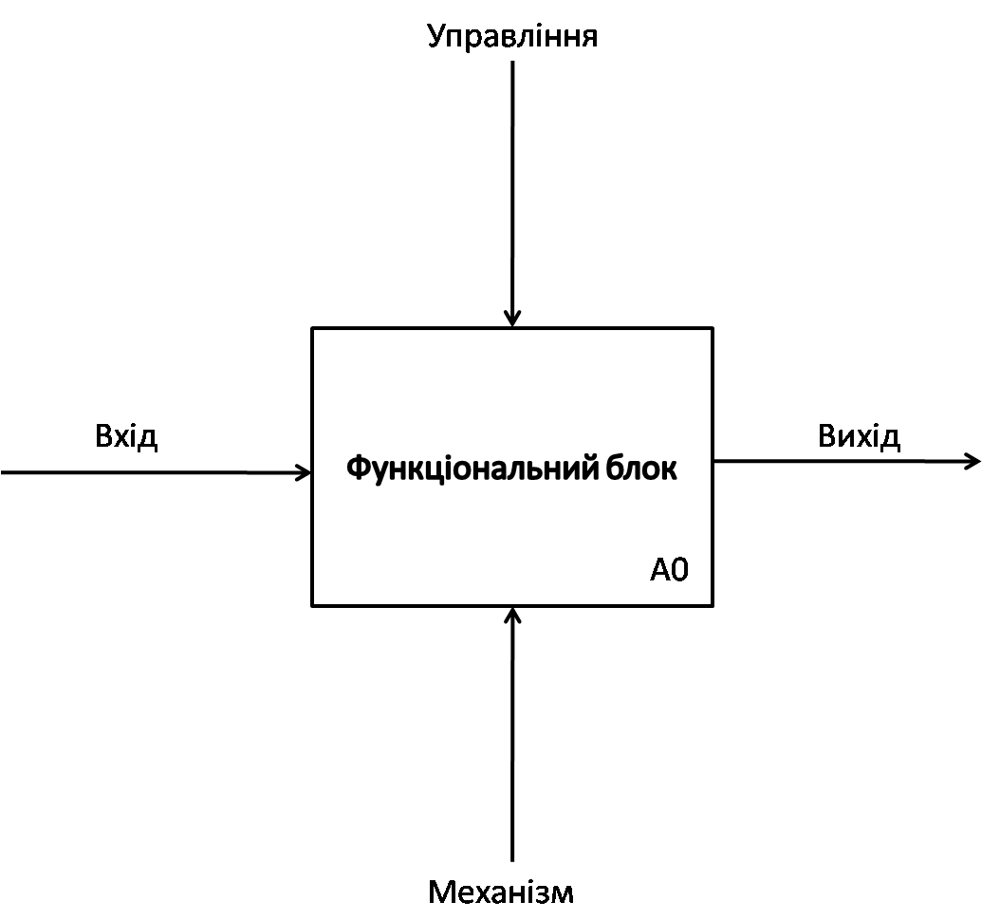 Управління
Вхід
Вихід
Функціональний блок
А0
Механізм